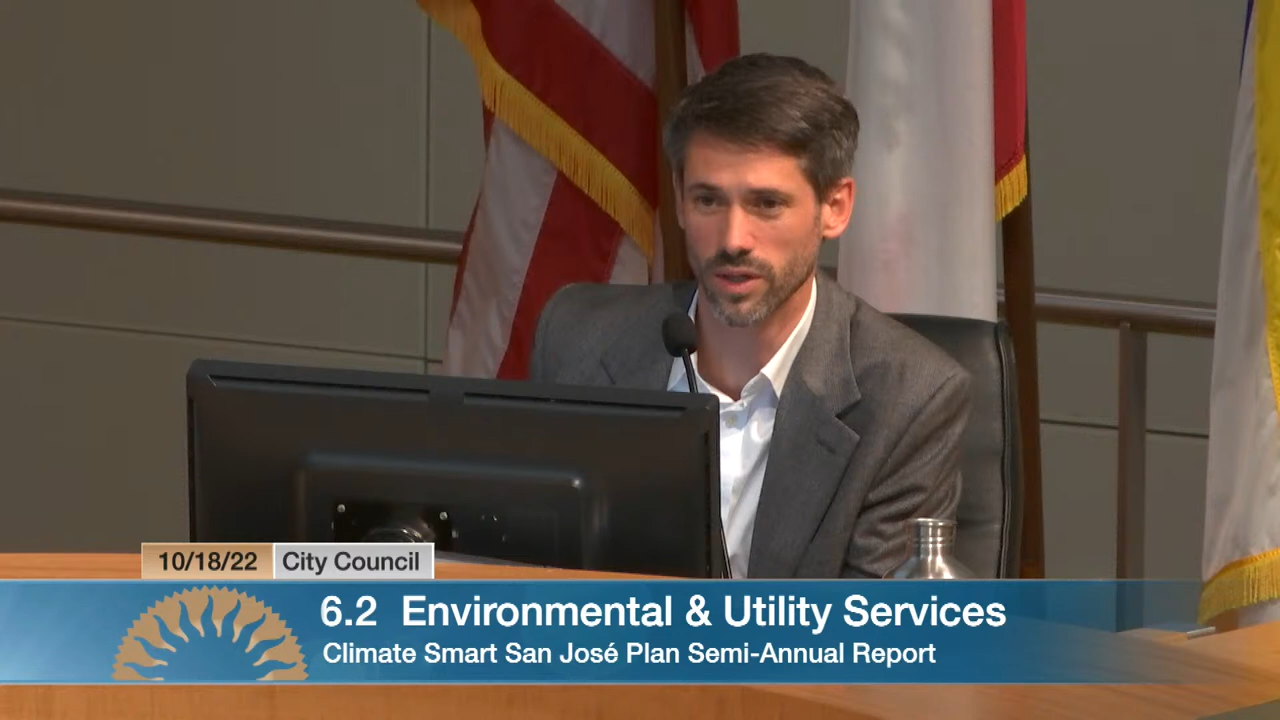 10/18/22 City Council
6.2 Environmental & Utility Services
Climate Smart San José Plan Semi-Annual Report